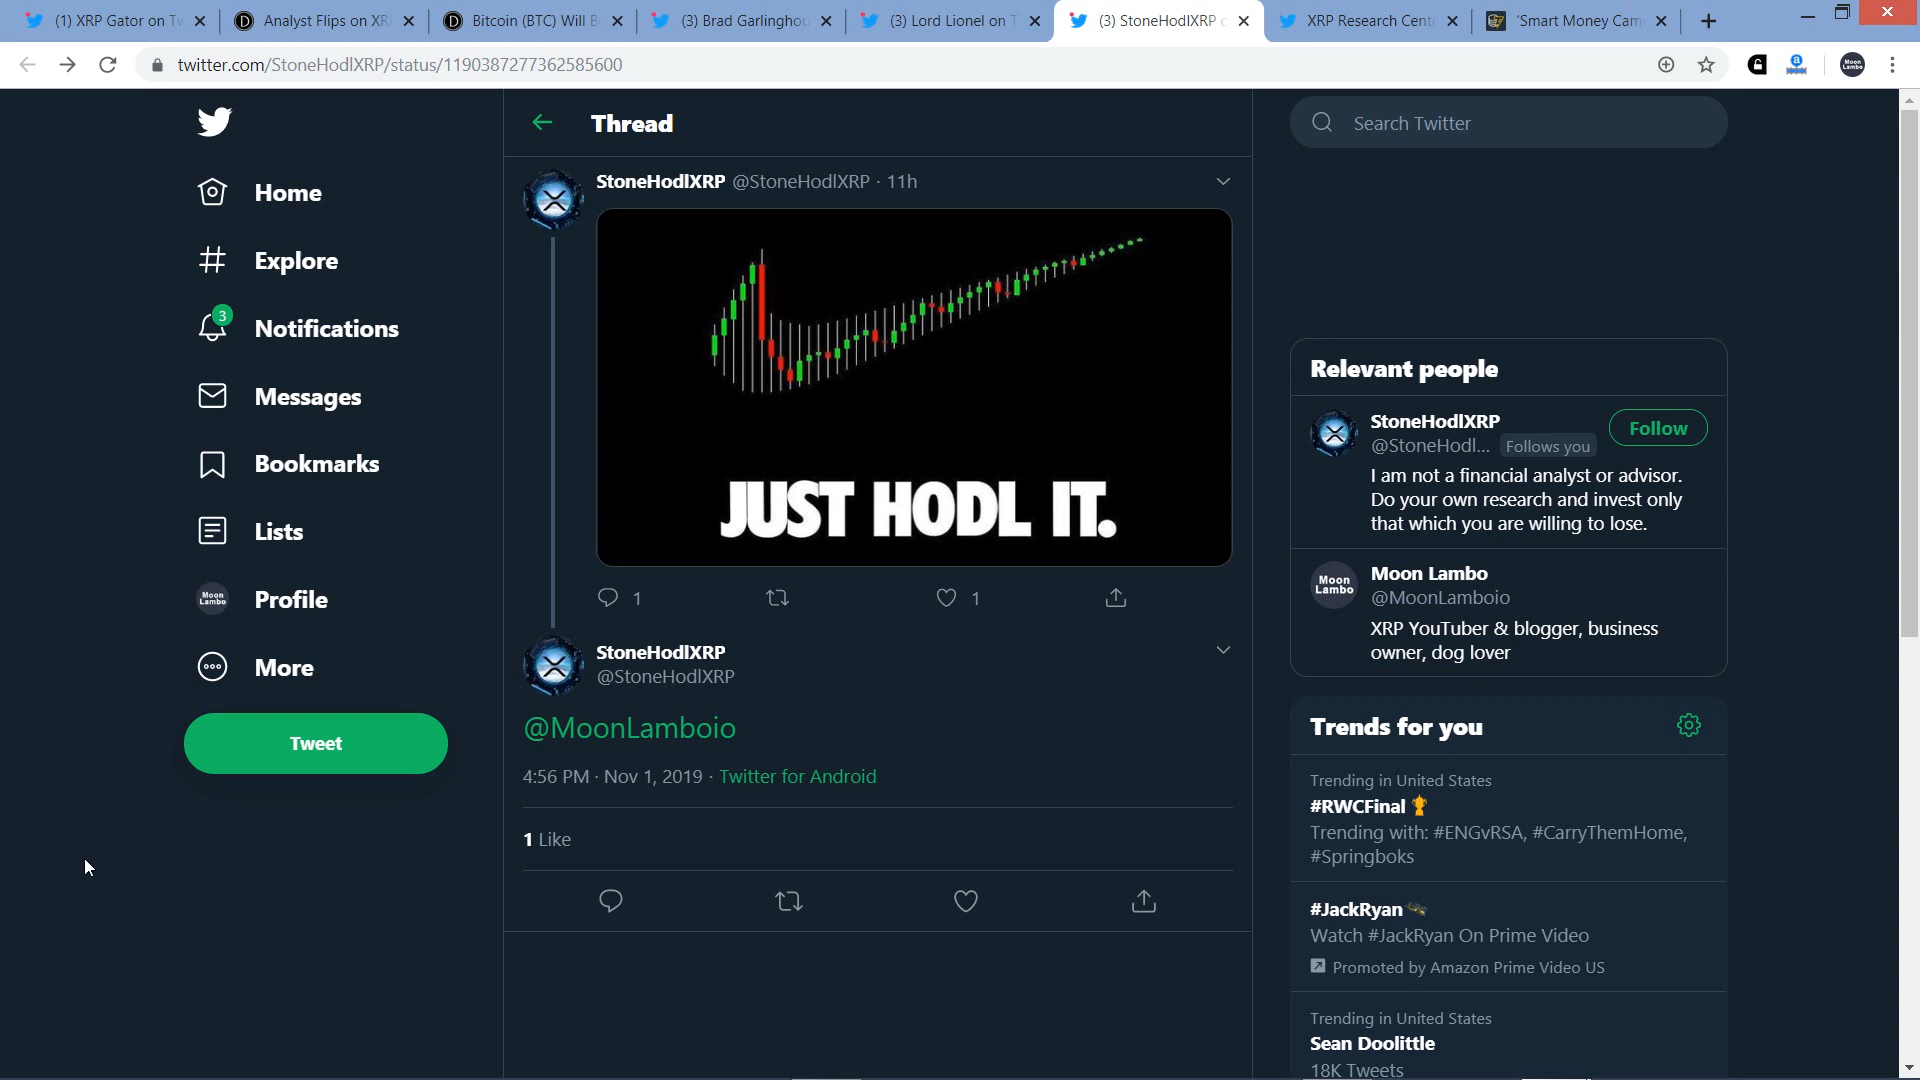 (1) XRP Gator on Tw
Analyst Flips on XR
Bitcoin (BTC) Will B
(3) Brad Garlinghou
(3) Lord Lionel on T
(3) StoneHodlXRP o
XRP Research Cent
'Smart Money Cam
twitter.com/StoneHodlXRP/status/1190387277362585600
Moon
Lambo
Home
Explore
3
Notifications
Messages
Bookmarks
Lists
Moon
Lambo
Profile
More
Tweet
Thread
StoneHodlXRP @StoneHodlXRP · 11h
JUST HODL IT.
1
1
StoneHodlXRP
@StoneHodlXRP
@MoonLamboio
4:56 PM · Nov 1, 2019 · Twitter for Android
1 Like
Search Twitter
Relevant people
StoneHodlXRP
@StoneHodl... Follows you
Follow
I am not a financial analyst or advisor.
Do your own research and invest only
that which you are willing to lose.
Moon
Lambo
Moon Lambo
@MoonLamboio
XRP YouTuber & blogger, business
owner, dog lover
Trends for you
Trending in United States
#RWCFinal
Trending with: #ENGvRSA, #CarryThemHome,
#Springboks
#JackRyan
Watch #JackRyan On Prime Video
Promoted by Amazon Prime Video US
Trending in United States
Sean Doolittle
18K Tweets